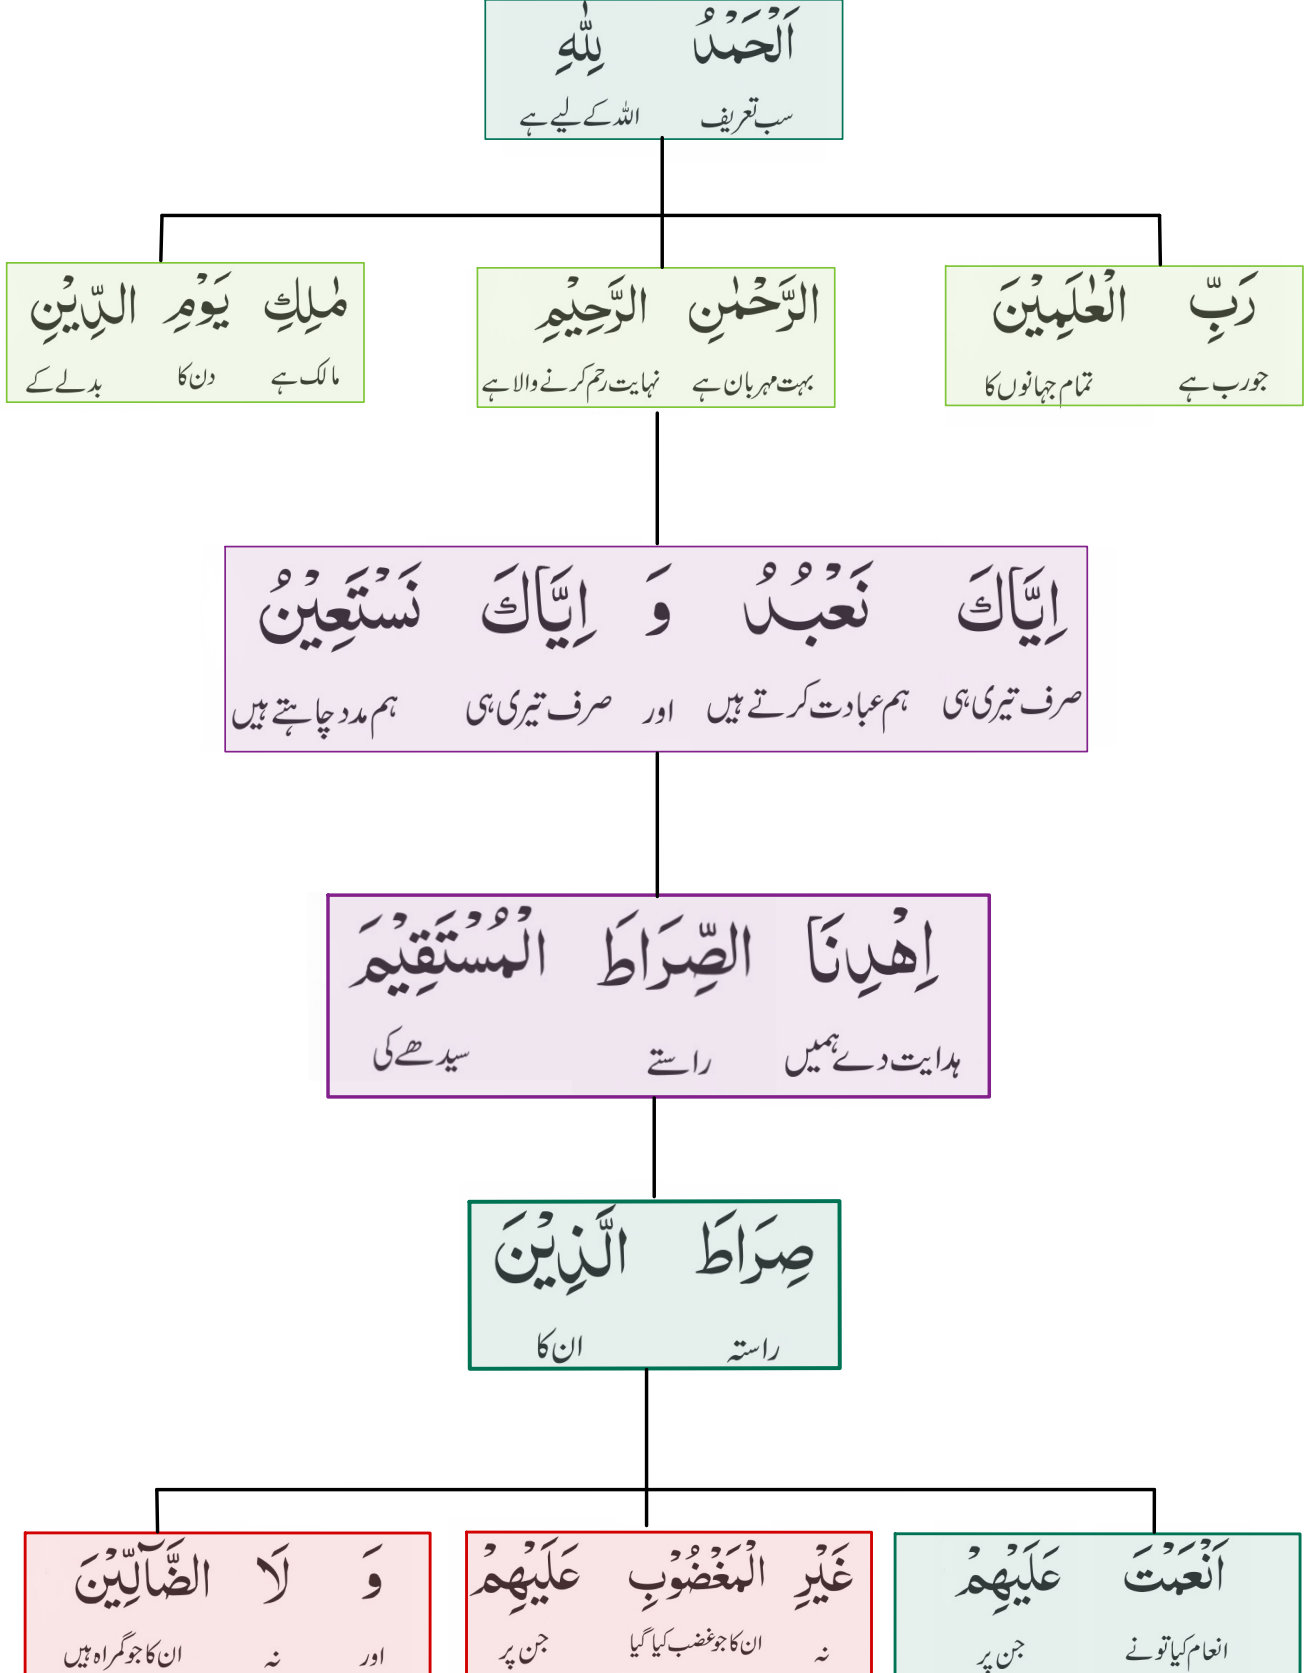 اَلْحَمْدُ لِلّٰهِ
سب تعریف اللہ کے لیے ہے
رَبِّ الْعٰلَمِيْنَ
جو رب ہے تمام جہانوں کا
الرَّحْمٰنِ الرَّحِيْمِ
بہت مہربان ہے نہایت رحم کرنے والا ہے
مٰلِكِ يَوْمِ الدِّيْنِ
مالک ہے دن کا بدلے کے
اِيَّاكَ نَعْبُدُ وَ اِيَّاكَ نَسْتَعِيْنُ
صرف تیری ہی ہم عبادت کرتے ہیں اور صرف تیری ہی ہم مدد چاہتے ہیں
اِهْدِنَا الصِّرَاطَ الْمُسْتَقِيْمَ
ہدایت دے ہمیں راستے سیدھے کی
صِرَاطَ الَّذِيْنَ
راستہ ان کا
اَنْعَمْتَ عَلَيْهِمْ
انعام کیا تو نے جن پر
غَيْرِ الْمَغْضُوْبِ عَلَيْهِمْ
نہ ان کا جو غضب کیا گیا جن پر
وَ لَا الضَّآلِّيْنَ
اور نہ ان کا جو گمراہ ہیں